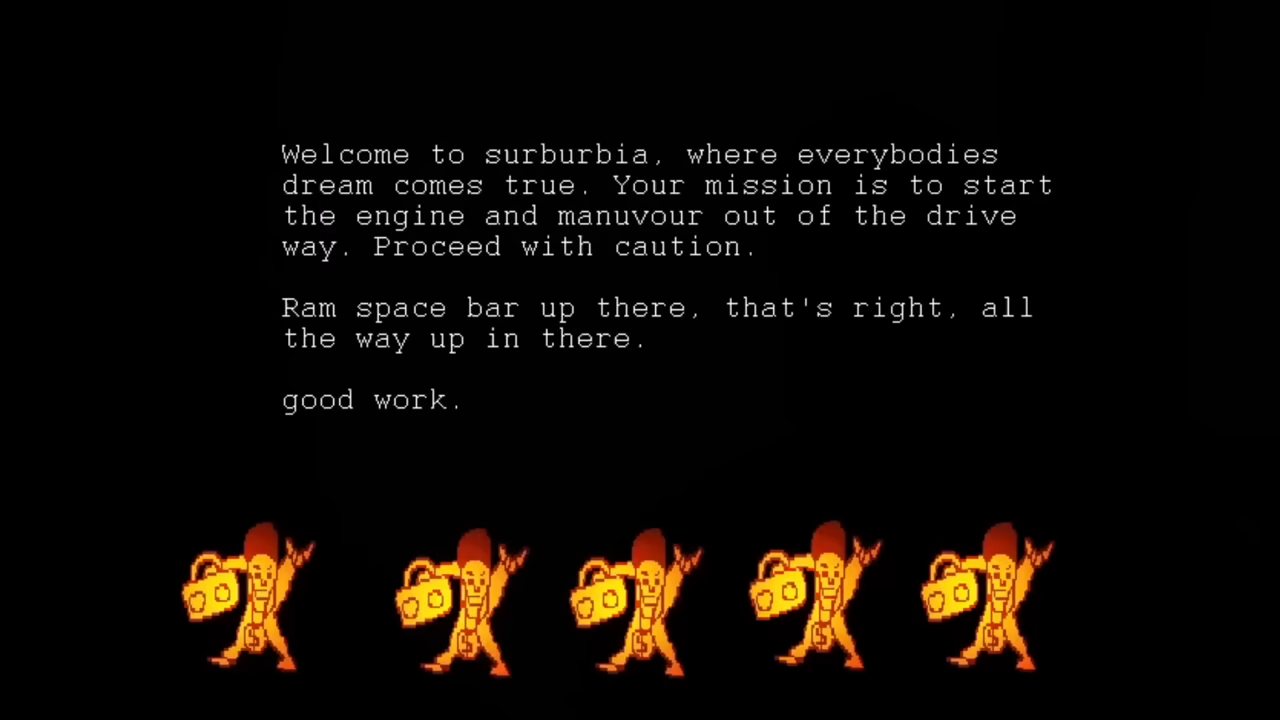 Welcome to surburbia, where everybodies
dream comes true. Your mission is to start
the engine and manuvour out of the drive
way. Proceed with caution.
Ram space bar up there, that's right, all
the way up in there.
good work.